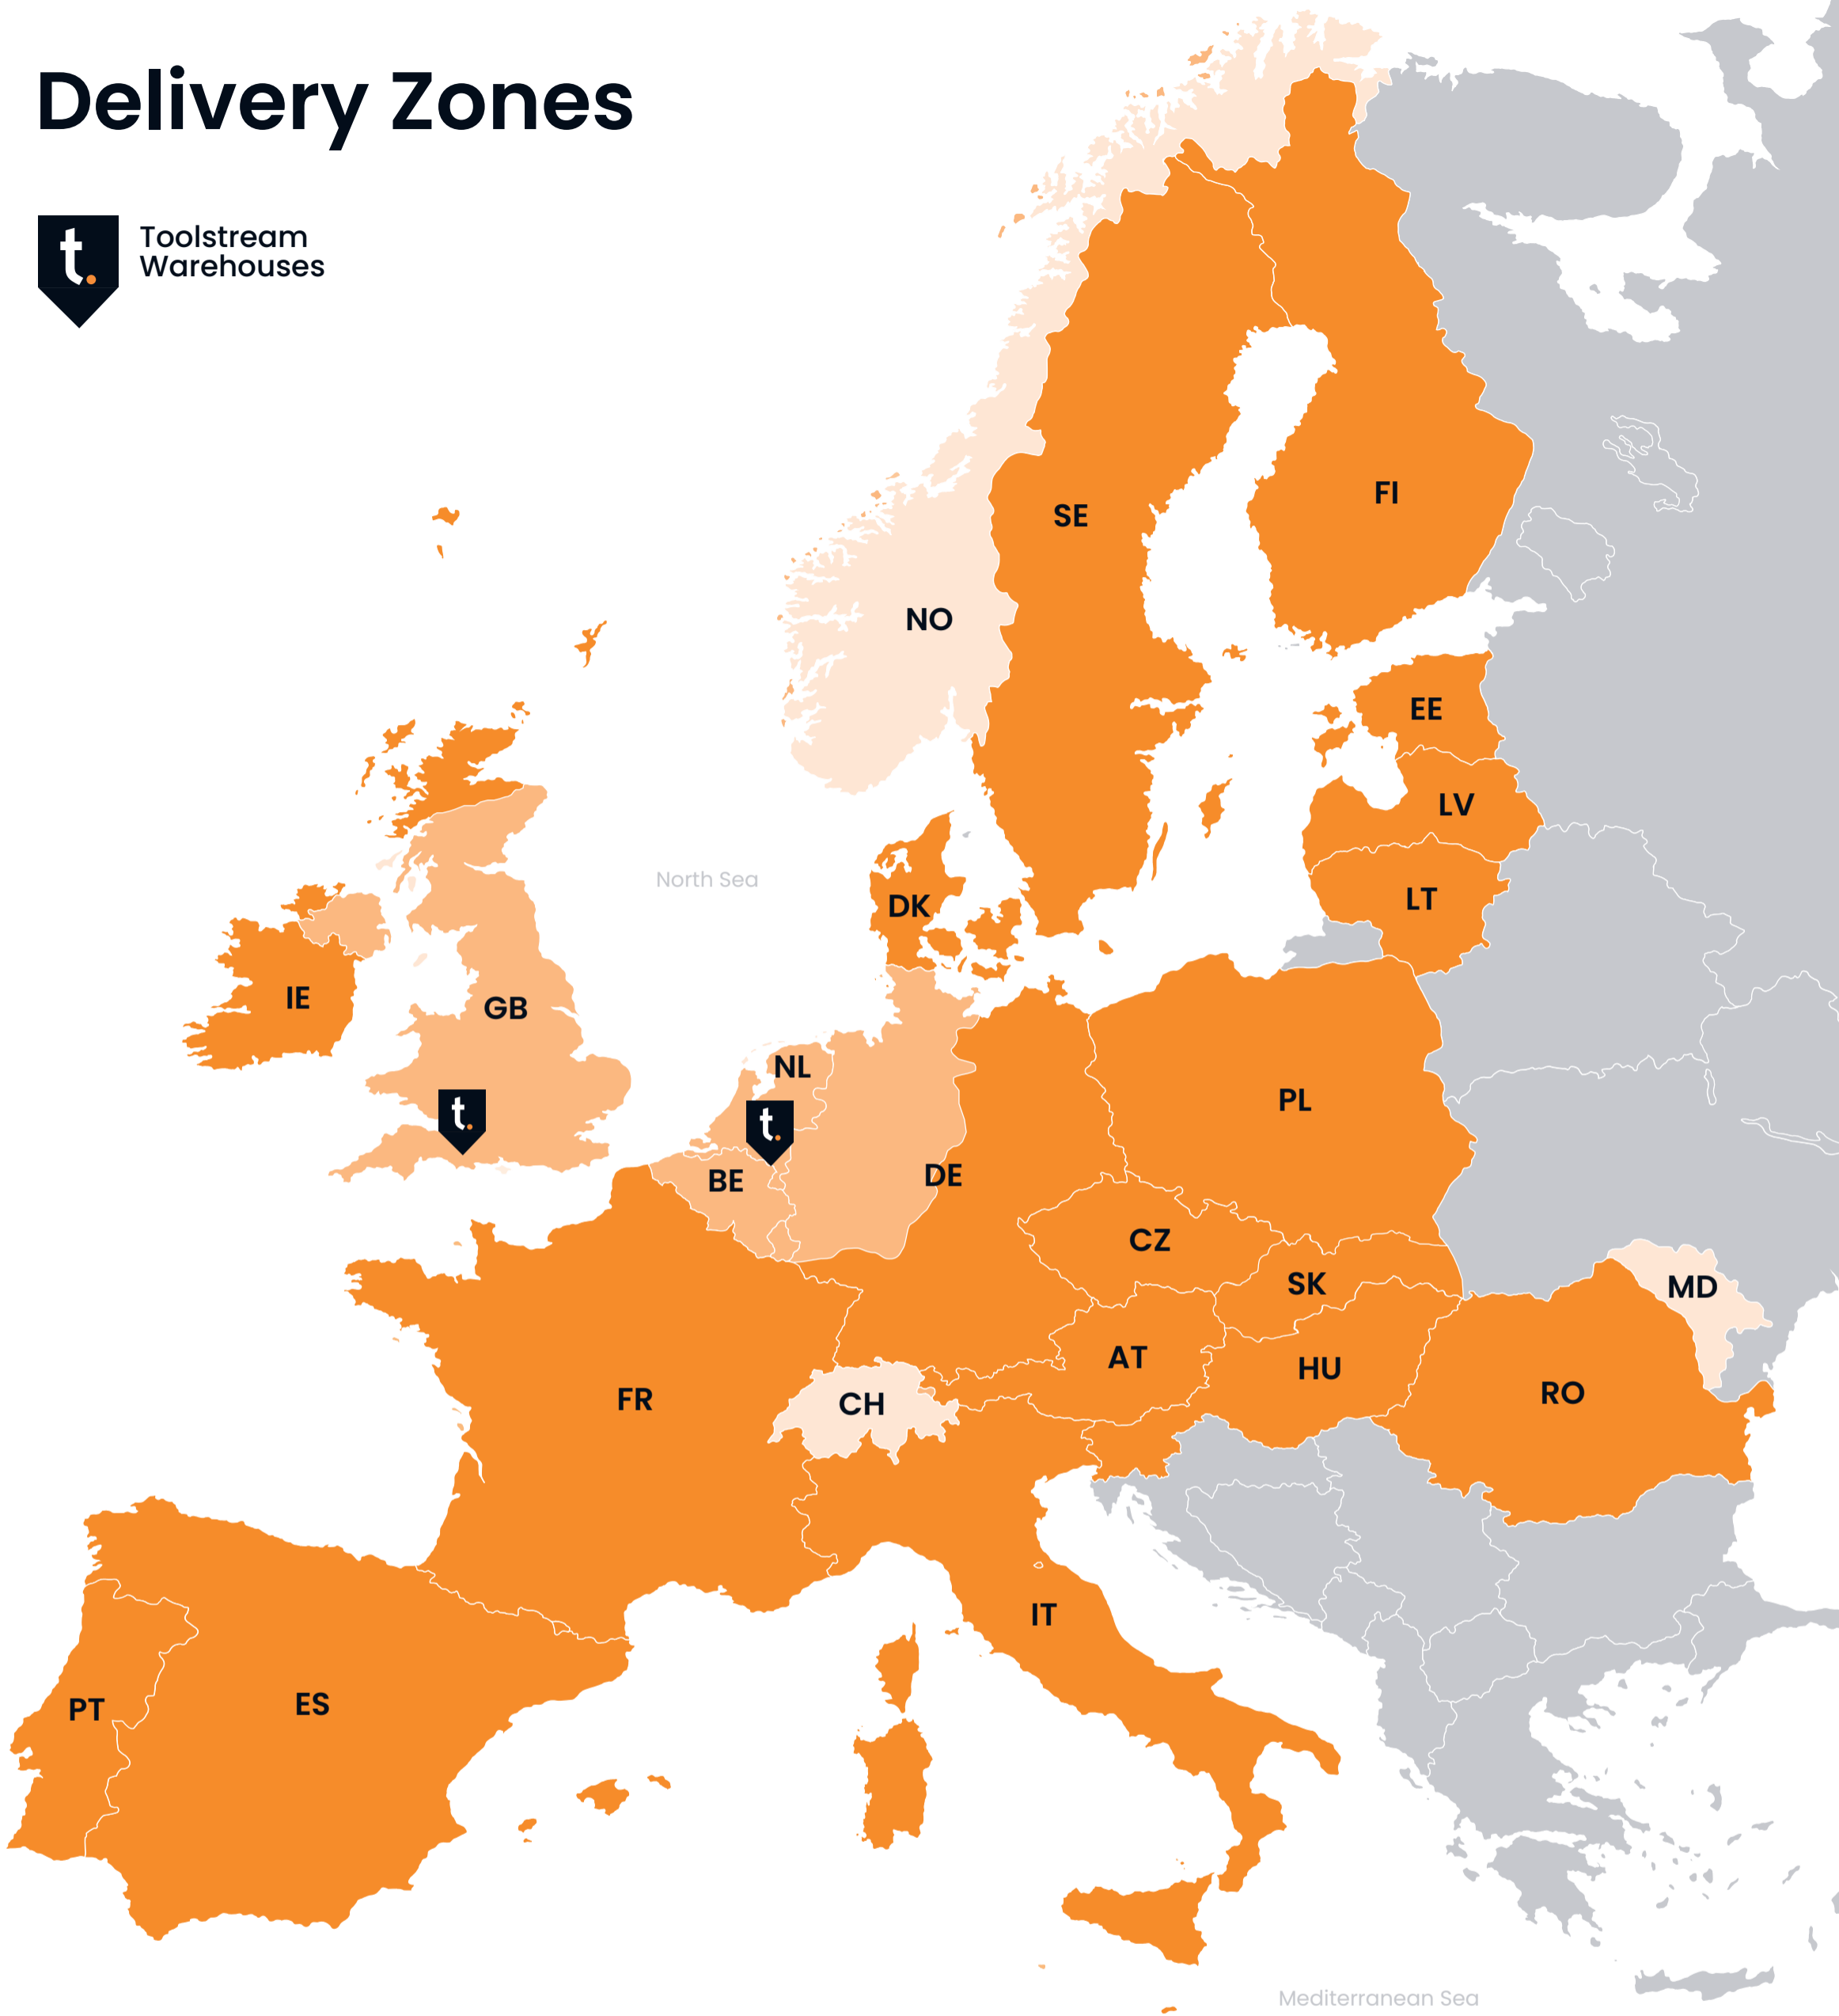 Delivery Zones
t.
Toolstream
Warehouses
SE
FI
NO
EE
LV
North Sea
LT
DK
IE
GB
NL
t.
t.
PL
BE
DE
CZ
SK
MD
AT
HU
RO
FR
CH
IT
PT
ES
Mediterranean Sea